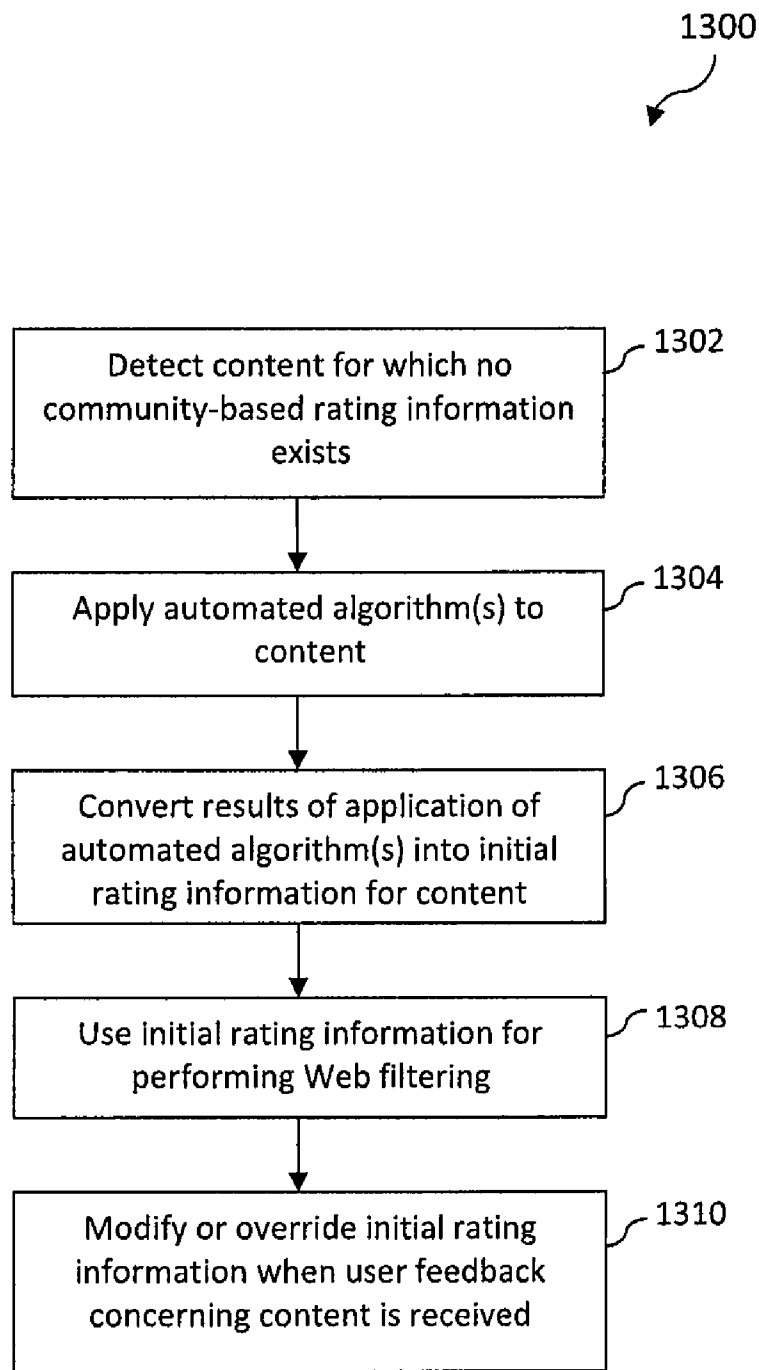 1300
Detect content for which no
community-based rating information
exists
1302
Apply automated algorithm(s) to
content
1304
Convert results of application of
automated algorithm(s) into initial
rating information for content
1306
Use initial rating information for
performing Web filtering
1308
Modify or override initial rating
information when user feedback
concerning content is received
1310